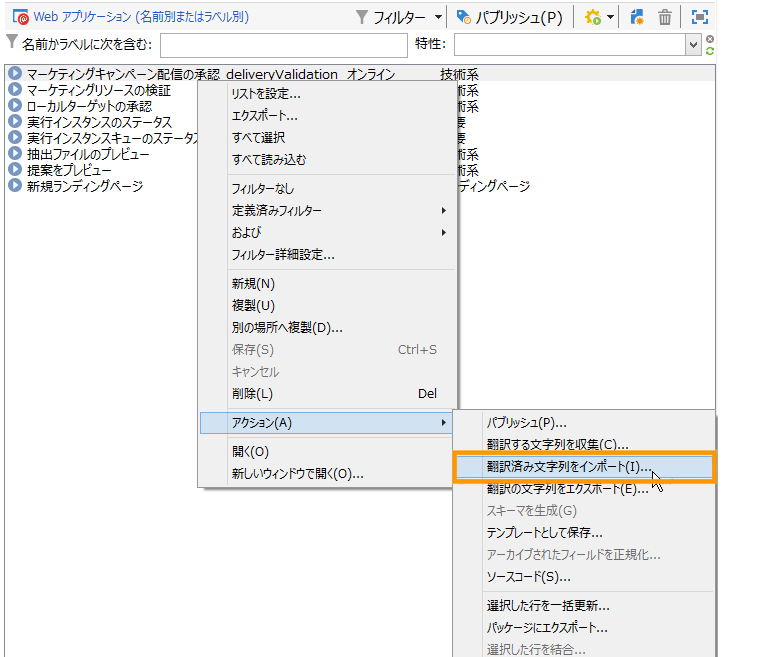 Web アプリケーション (名前別またはラベル別)
フィルター
パブリッシュ(P)
名前かラベルに次を含む:
特性:
マーケティングキャンペーン配信の承認 deliveryValidation オンライン 技術系
マーケティングリソースの検証 術系
ローカルターゲットの承認 術系
実行インスタンスのステータス 要
実行インスタンスキューのステータス 要
抽出ファイルのプレビュー 術系
提案をプレビュー 術系
新規ランディングページ ディングページ
リストを設定...
エクスポート...
すべて選択
すべて読み込む
フィルターなし
定義済みフィルター
および
フィルター詳細設定...
新規(N)
複製(U)
別の場所へ複製(D)...
保存(S) Ctrl+S
キャンセル
削除(L) Del
アクション(A)
開く(O)
新しいウィンドウで開く(O)...
パブリッシュ(P)...
翻訳する文字列を収集(C)...
翻訳済み文字列をインポート(I)...
翻訳の文字列をエクスポート(E)...
スキーマを生成(G)
テンプレートとして保存...
アーカイブされたフィールドを正規化...
ソースコード(S)...
選択した行を一括更新...
パッケージにエクスポート...
選択した行を結合...